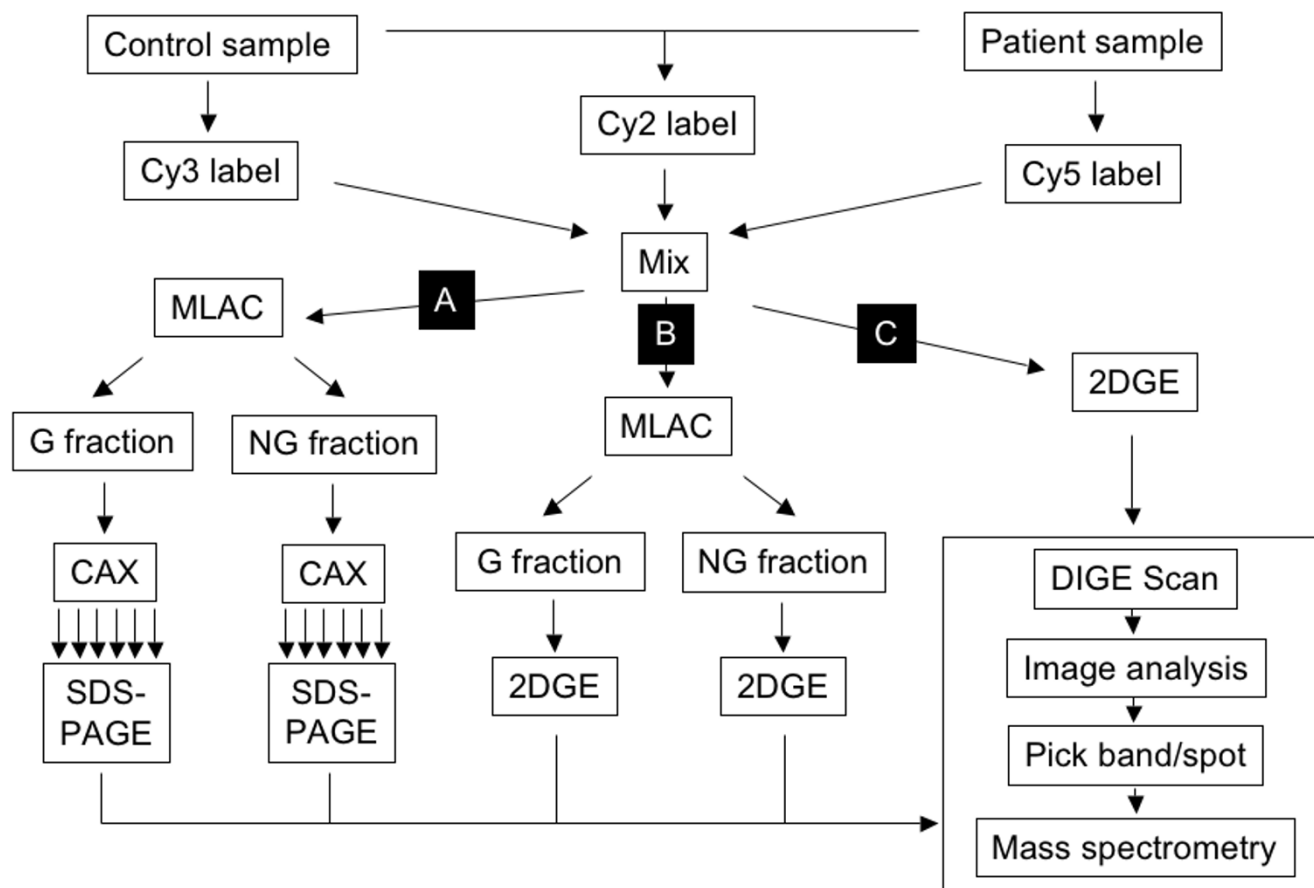 Control sample
Patient sample
Cy2 label
Cy3 label
Cy5 label
Mix
A
B
C
MLAC
2DGE
MLAC
G fraction
NG fraction
G fraction
NG fraction
CAX
CAX
DIGE Scan
SDS-
PAGE
SDS-
PAGE
2DGE
2DGE
Image analysis
Pick band/spot
Mass spectrometry